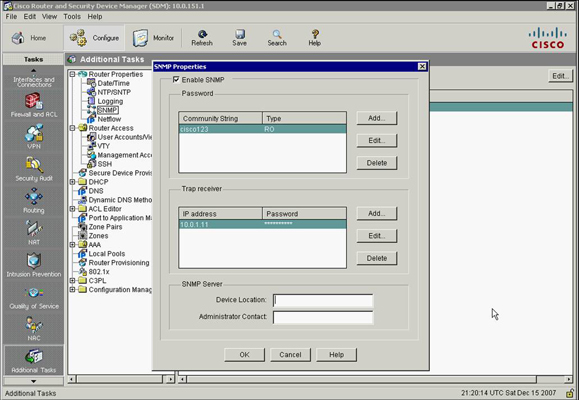 Cisco Router and Security Device Manager (SDM): 10.0.151.1
File Edit View Tools Help
Home Configure Monitor Refresh Save Search Help
CISCO
Tasks
Additional Tasks
Interfaces and
Connections
Firewall and ACL
VPN
Security Audit
Routing
NAT
Intrusion Prevention
Quality of Service
NAC
Additional Tasks
Router Properties
Date/Time
NTP/SNTP
Logging
SNMP
Netflow
Router Access
User Accounts/Vie
VTY
Management Acce
SSH
Secure Device Provis
DHCP
DNS
Dynamic DNS Metho
ACL Editor
Port to Application M
Zone Pairs
Zones
AAA
Local Pools
Router Provisioning
802.1x
C3PL
Configuration Manag
Edit...
SNMP Properties
Enable SNMP
Password
Community String Type
cisco123 RO
Add...
Edit...
Delete
Trap receiver
IP address Password
10.0.1.11 **********
Add...
Edit...
Delete
SNMP Server
Device Location:
Administrator Contact:
OK Cancel Help
Additional Tasks 21:20:14 UTC Sat Dec 15 2007